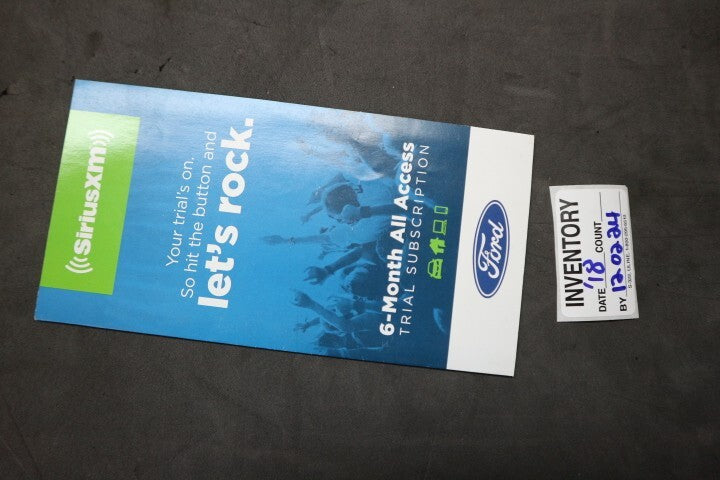 ((SiriusXM))
Your trial's on.
So hit the button and
let's rock.
6-Month All Access
TRIAL SUBSCRIPTION
Ford
INVENTORY
DATE '18 COUNT
BY 12.02.24